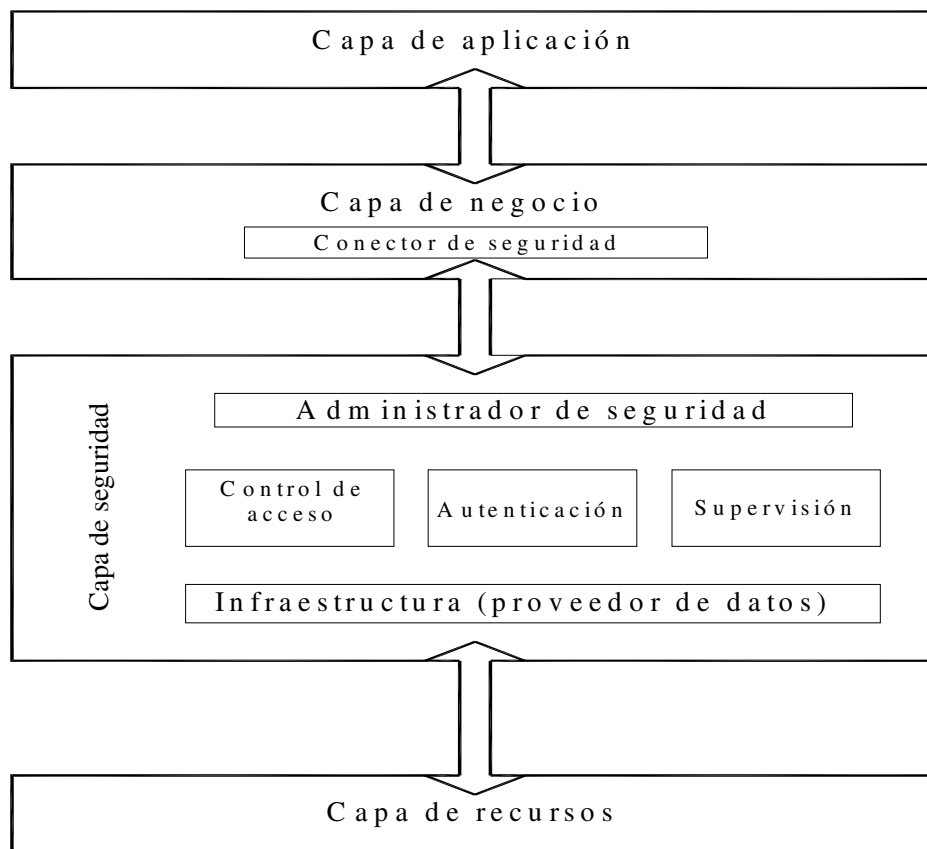 Capa de aplicación
Capa de negocio
Conector de seguridad
Capa de seguridad
Administrador de seguridad
Control de
acceso
Autenticación
Supervisión
Infraestructura (proveedor de datos)
Capa de recursos